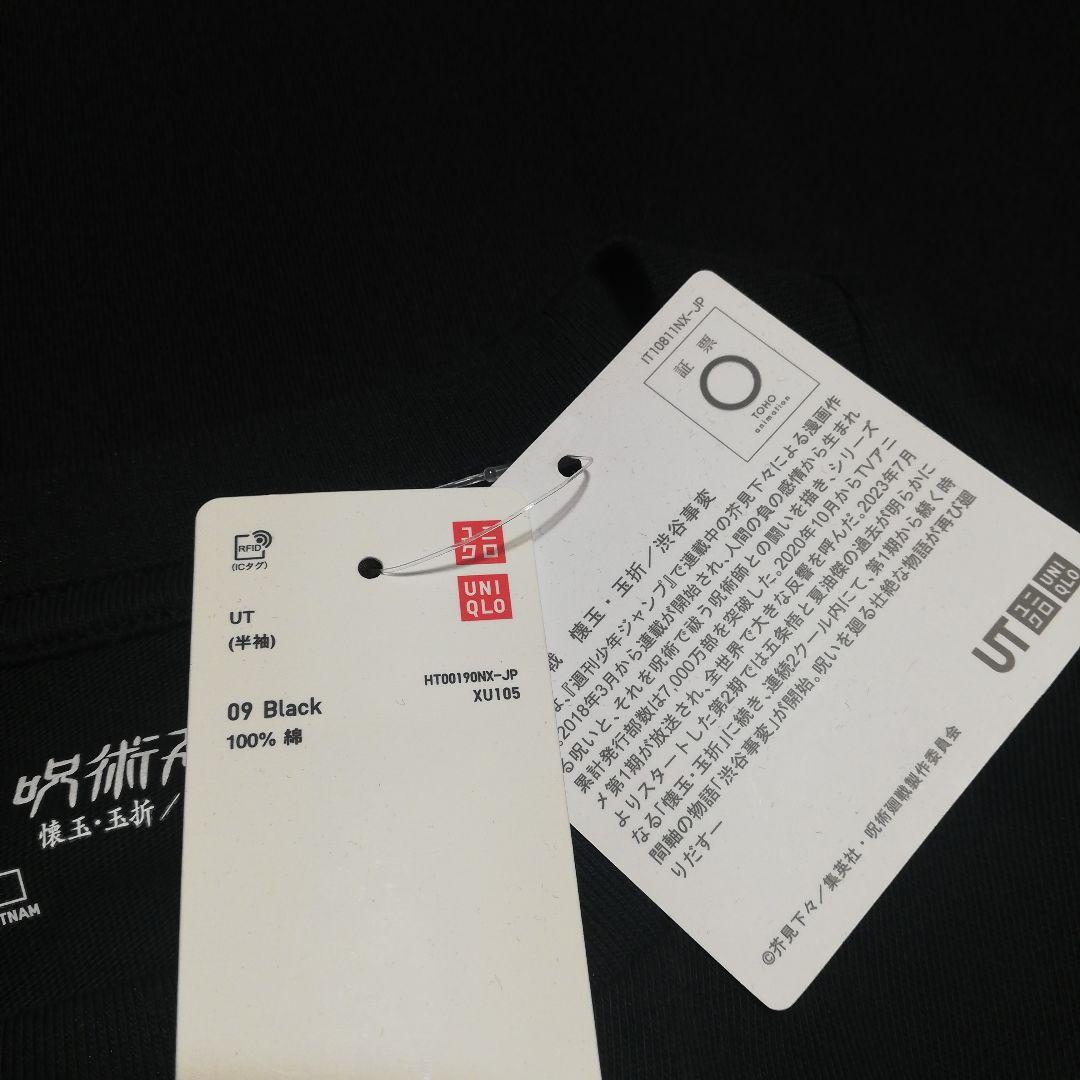 RFID
(ICタグ)
UT
(半袖)
ユニ
クロ
UNI
QLO
HT00190NX-JP
XU105
09 Black
100% 綿
呪術
懐玉・玉折/
TNAM
IT10811NX-JP
証票
TOHO
animation
戦 懐玉・玉折/渋谷事変
、『週刊少年ジャンプ』で連載中の芥見下々による漫画作
。2018年3月から連載が開始され、人間の負の感情から生まれ
る呪いと、それを呪術で祓う呪術師との闘いを描き、シリーズ
累計発行部数は7,000万部を突破した。2020年10月からTVアニ
メ第1期が放送され、全世界で大きな反響を呼んだ。2023年7月
よりスタートした第2期では五条悟と夏油傑の過去が明らかに
なる「懐玉・玉折」に続き、連続2クール内にて、第1期から続く時
間軸の物語「渋谷事変」が開始。呪いを廻る壮絶な物語が再び廻
りだすー
UT
ユニ
クロ
UNI
QLO
©芥見下々/集英社・呪術廻戦製作委員会